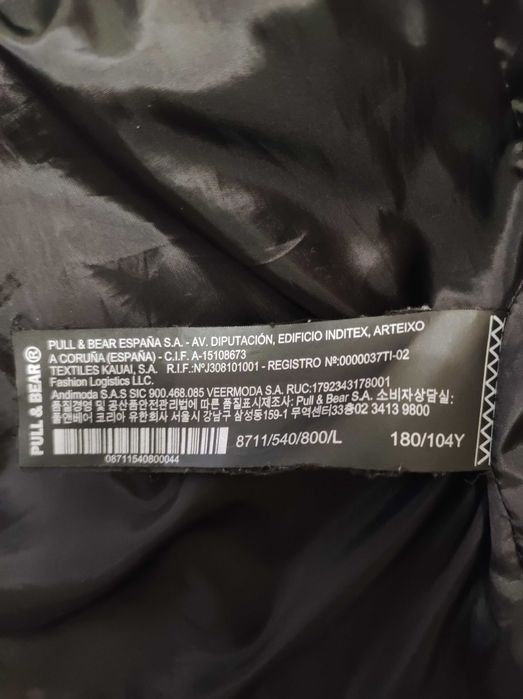 PULL & BEAR®
PULL & BEAR ESPAÑA S.A. - AV. DIPUTACIÓN, EDIFICIO INDITEX, ARTEIXO
A CORUÑA (ESPAÑA) - C.I.F. A-15108673
TEXTILES KAUAI, S.A. R.I.F.:NºJ308101001 - REGISTRO Nº:0000037TI-02
Fashion Logistics LLC.
Andimoda S.A.S SIC 900.468.085 VEERMODA S.A. RUC:1792343178001
품질경영 및 공산품안전관리법에 따른 품질표시제조사: Pull & Bear S.A. 소비자상담실:
풀앤베어 코리아 유한회사 서울시 강남구 삼성동159-1 무역센터33층02 3413 9800
8711/540/800/L 180/104Y
08711540800044